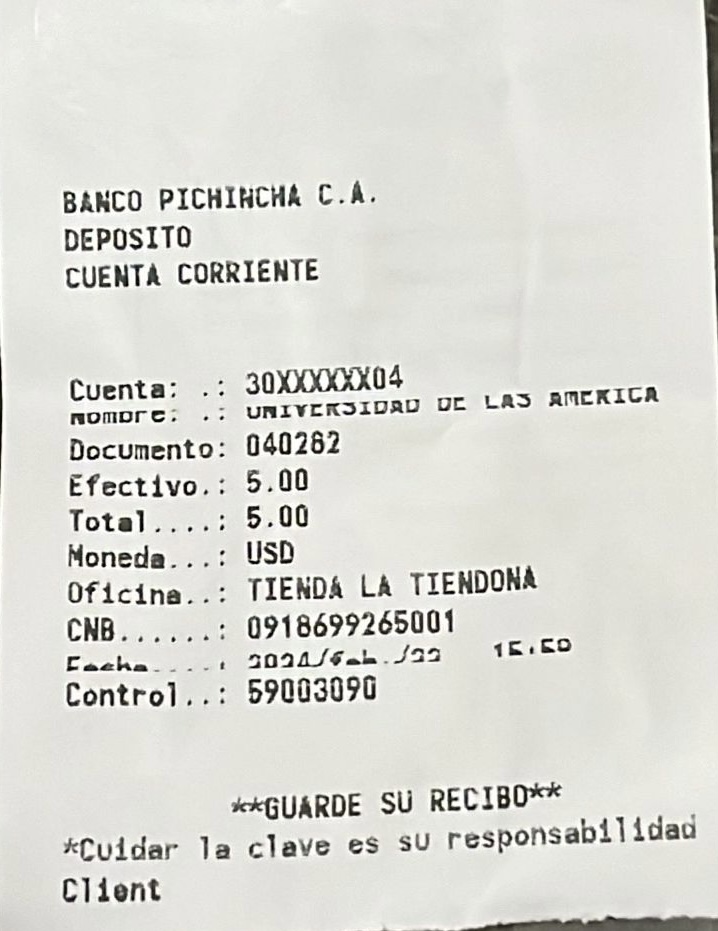 BANCO PICHINCHA C.A.
DEPOSITO
CUENTA CORRIENTE
Cuenta: .: 30XXXXXX04
Nombre: .: UNIVERSIDAD DE LAS AMERICA
Documento: 040282
Efectivo.: 5.00
Total....: 5.00
Moneda...: USD
Oficina..: TIENDA LA TIENDONA
CNB......: 0918699265001
Fecha....:
Control..: 59003090
**GUARDE SU RECIBO**
*Cuidar la clave es su responsabilidad
Client